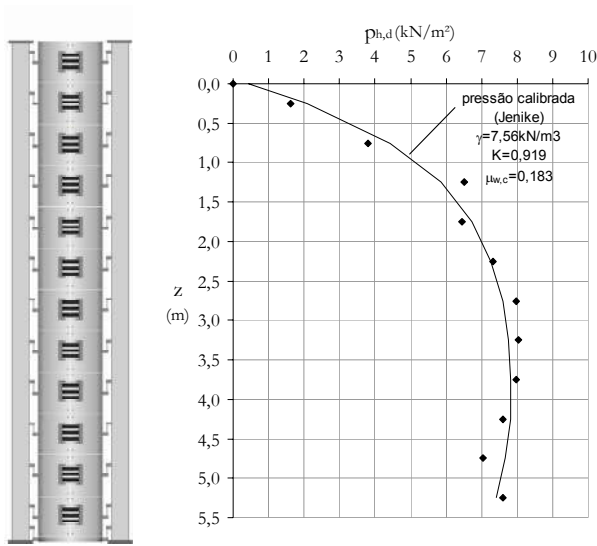 p_h,d (kN/m²)
0 1 2 3 4 5 6 7 8 9 10
0,0
0,5
1,0
1,5
2,0
2,5
3,0
3,5
4,0
4,5
5,0
5,5
z
(m)
pressão calibrada
(Jenike)
γ=7,56kN/m3
K=0,919
μw,c=0,183